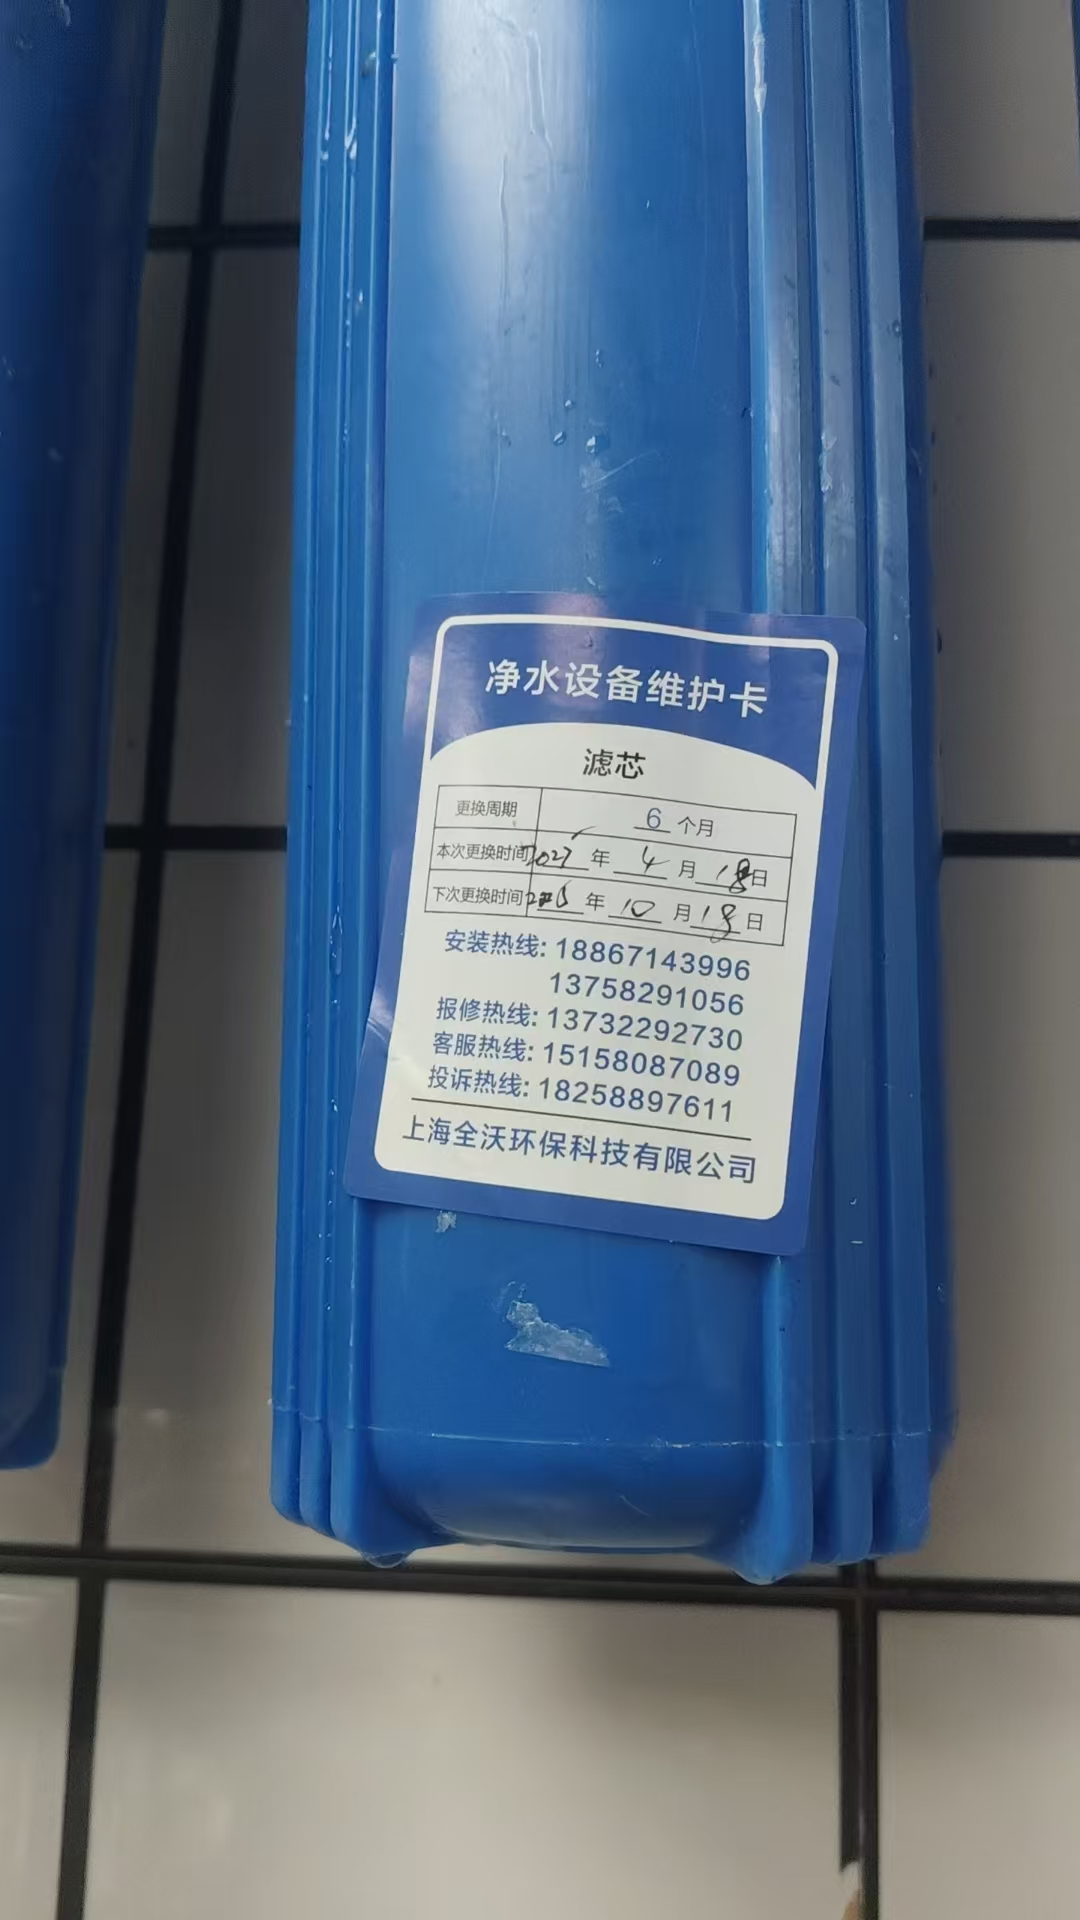 净水设备维护卡
滤芯
更换周期 6 个月
本次更换时间 年 4 月 18 日
下次更换时间 年 10 月 18 日
安装热线: 18867143996
13758291056
报修热线: 13732292730
客服热线: 15158087089
投诉热线: 18258897611
上海全沃环保科技有限公司